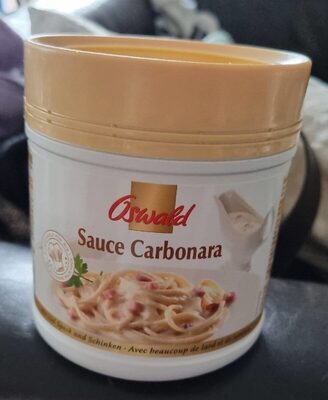 Oswald
Sauce Carbonara
Speck und Schinken - Avec beaucoup de lard et